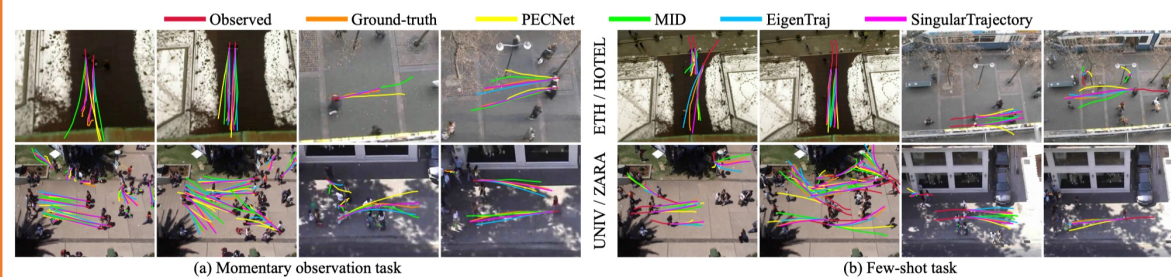 Observed Ground-truth PECNet MID EigenTraj SingularTrajectory
ETH / HOTEL
UNIV / ZARA
(a) Momentary observation task (b) Few-shot task